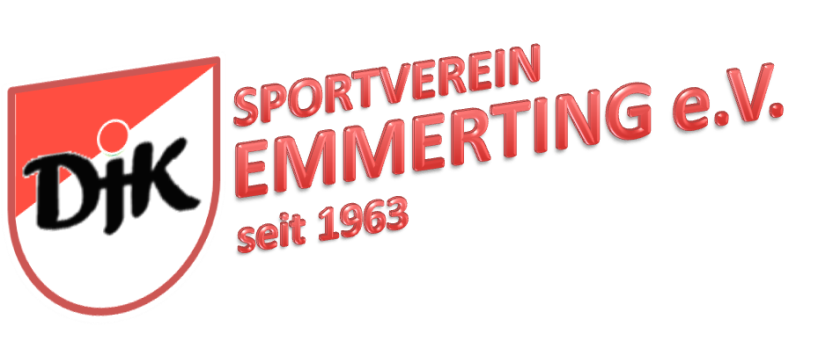 DJK
SPORTVEREIN
EMMERTING e.V.
seit 1963